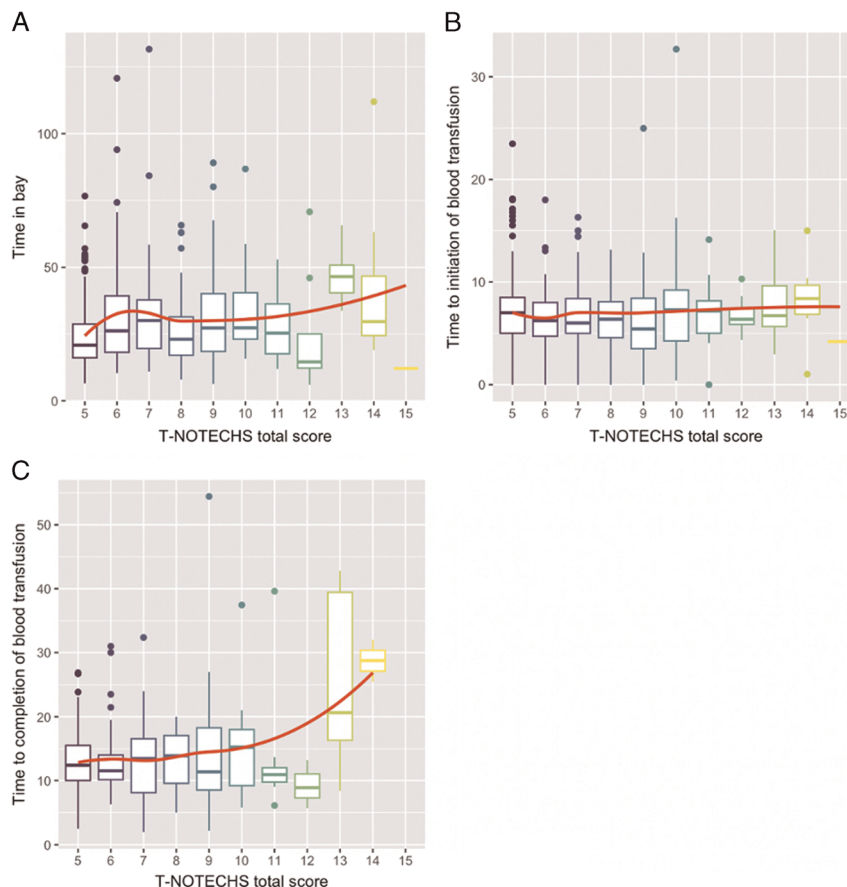 A
Time in bay
100
50
0
5 6 7 8 9 10 11 12 13 14 15
T-NOTECHS total score
B
Time to initiation of blood transfusion
30
20
10
0
5 6 7 8 9 10 11 12 13 14 15
T-NOTECHS total score
C
Time to completion of blood transfusion
50
40
30
20
10
0
5 6 7 8 9 10 11 12 13 14 15
T-NOTECHS total score